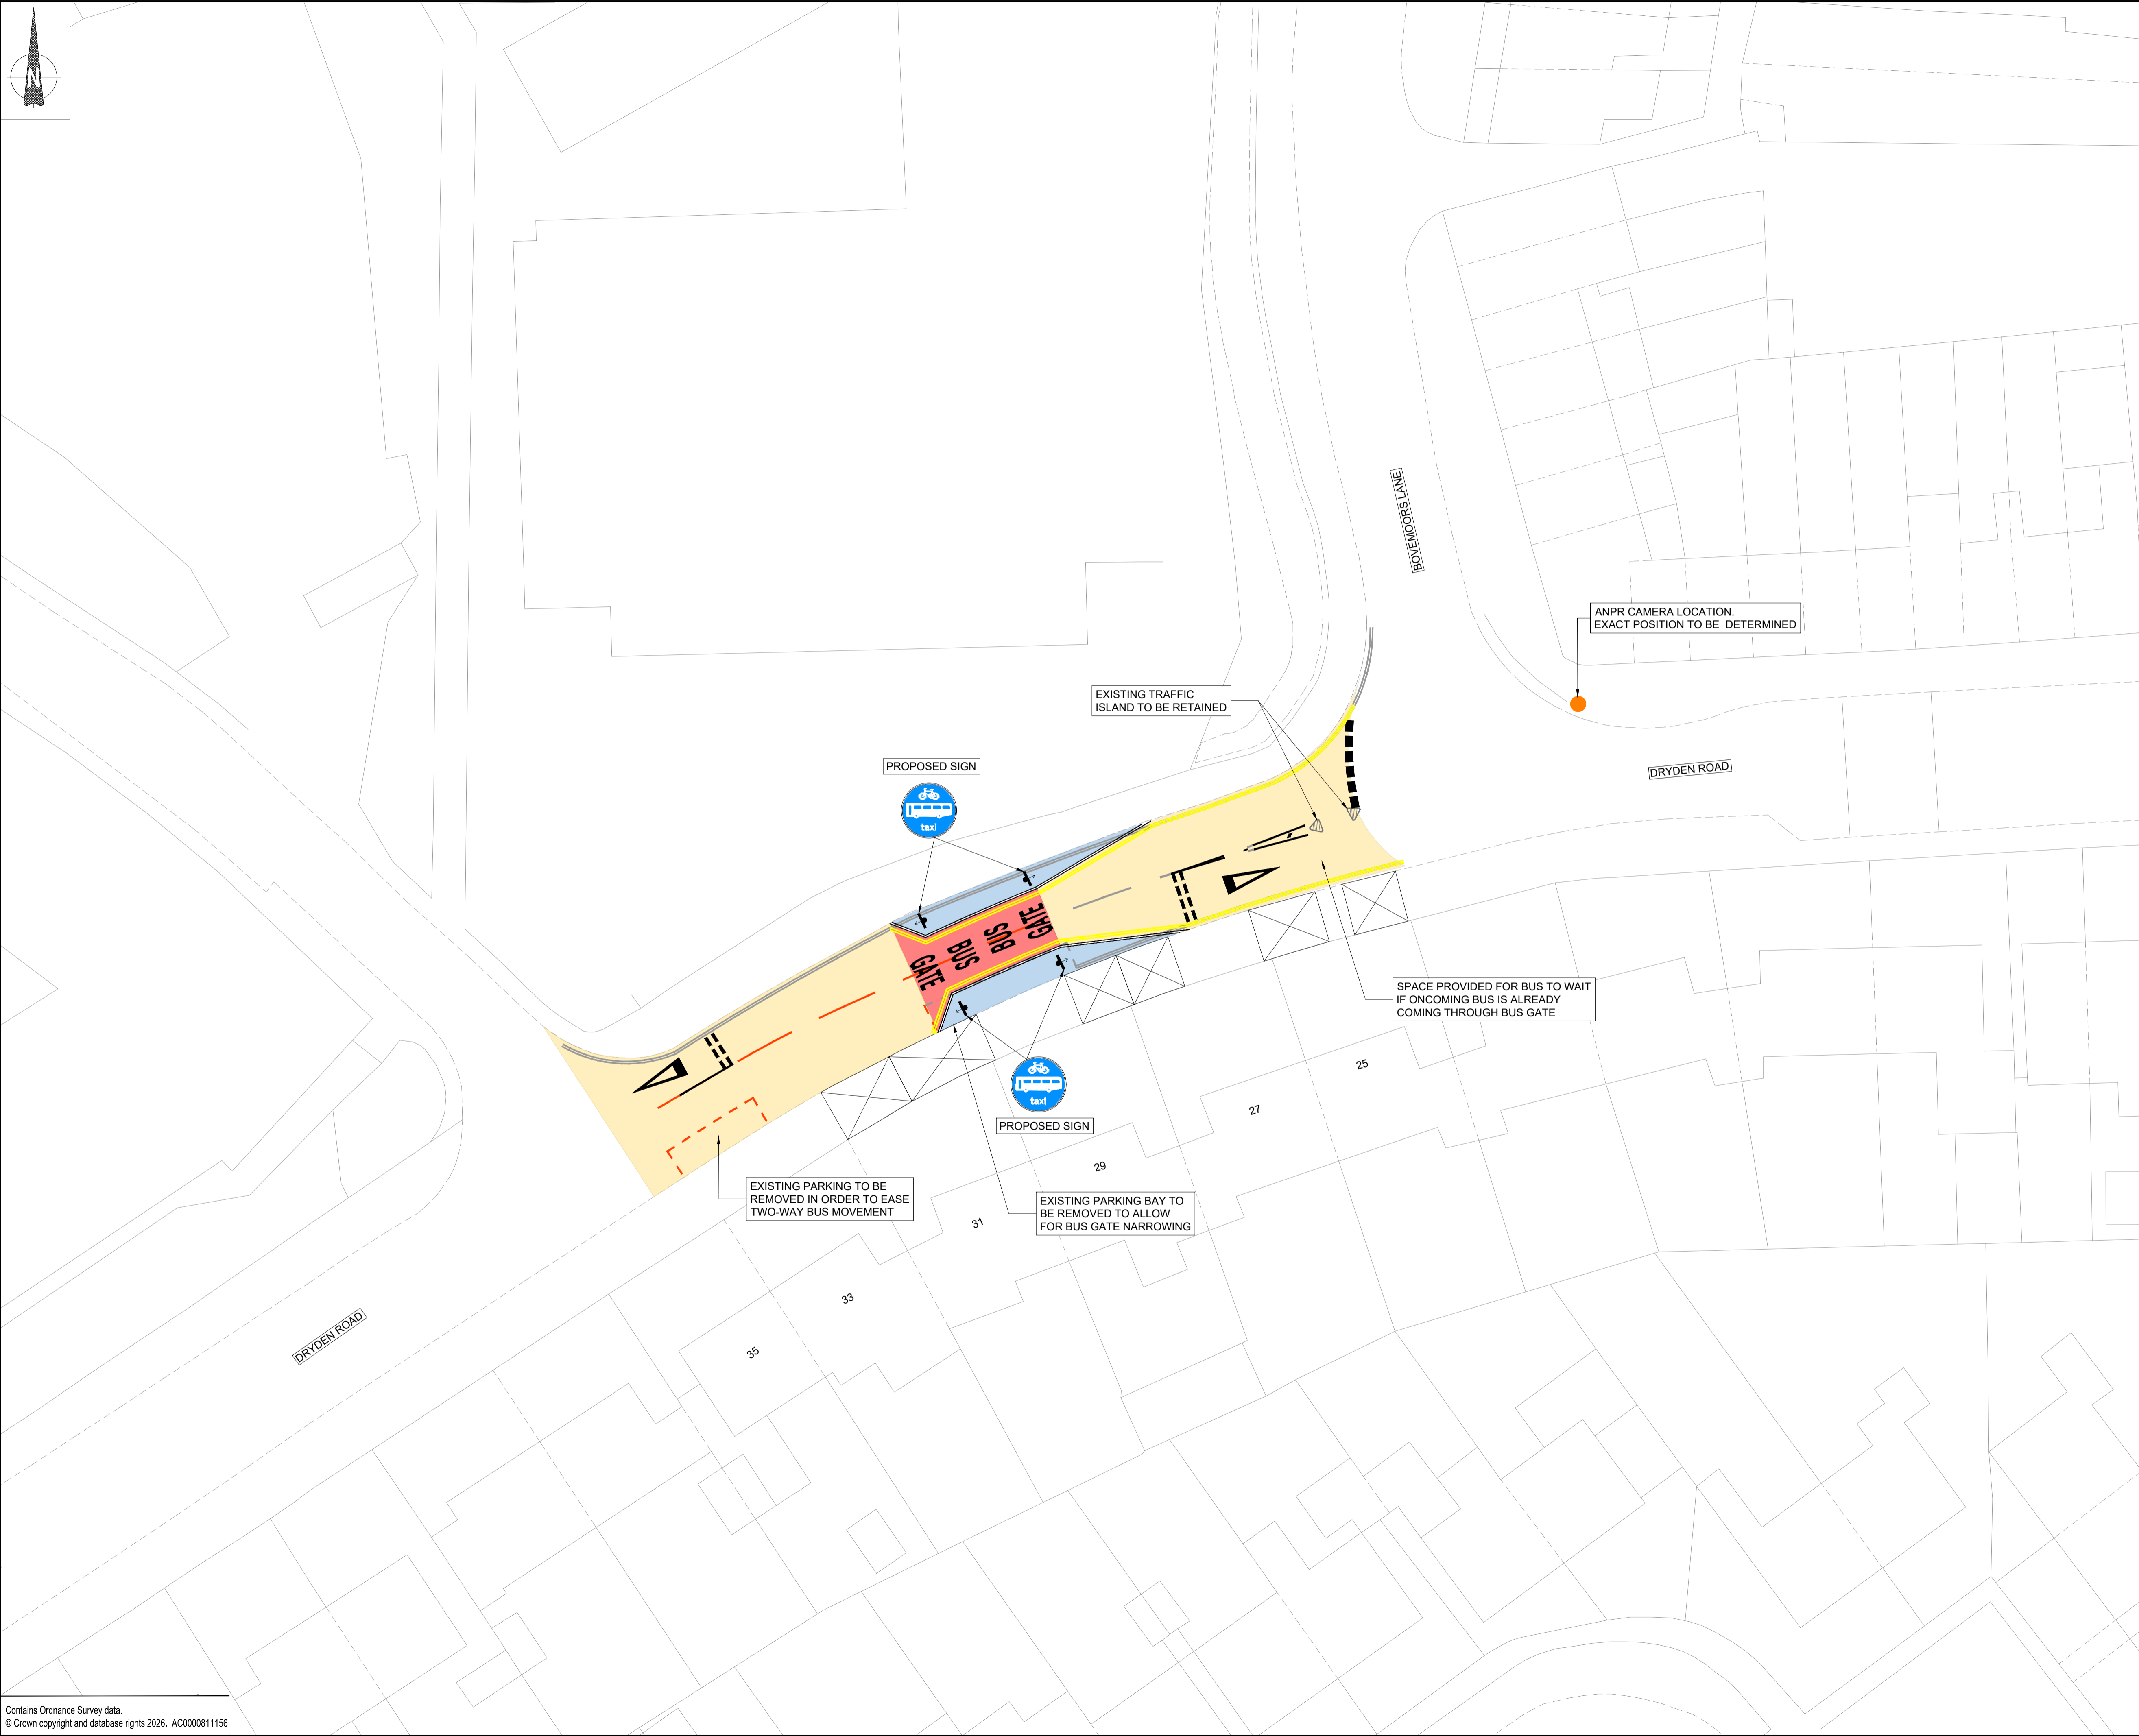 N
BOVEMOORS LANE
ANPR CAMERA LOCATION.
EXACT POSITION TO BE DETERMINED
EXISTING TRAFFIC
ISLAND TO BE RETAINED
DRYDEN ROAD
PROPOSED SIGN
taxi
GATE
BUS
BUS
GATE
SPACE PROVIDED FOR BUS TO WAIT
IF ONCOMING BUS IS ALREADY
COMING THROUGH BUS GATE
taxi
PROPOSED SIGN
25
27
29
31
33
35
EXISTING PARKING TO BE
REMOVED IN ORDER TO EASE
TWO-WAY BUS MOVEMENT
EXISTING PARKING BAY TO
BE REMOVED TO ALLOW
FOR BUS GATE NARROWING
DRYDEN ROAD
Contains Ordnance Survey data.
© Crown copyright and database rights 2026. AC0000811156